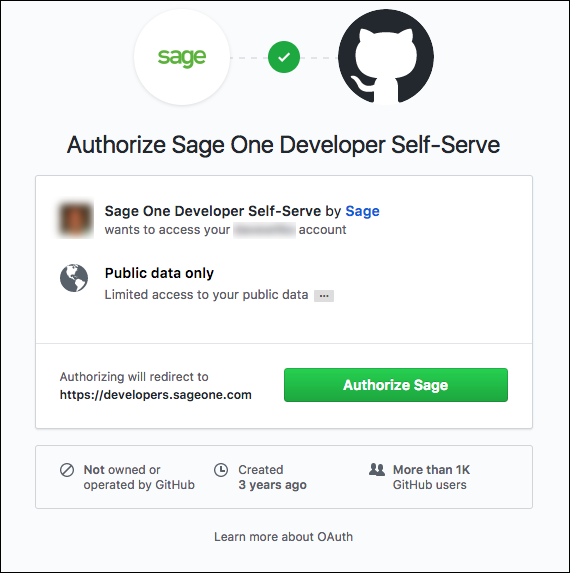 sage
Authorize Sage One Developer Self-Serve
Sage One Developer Self-Serve by Sage
wants to access your account
Public data only
Limited access to your public data ...
Authorizing will redirect to
https://developers.sageone.com
Authorize Sage
Not owned or
operated by GitHub
Created
3 years ago
More than 1K
GitHub users
Learn more about OAuth